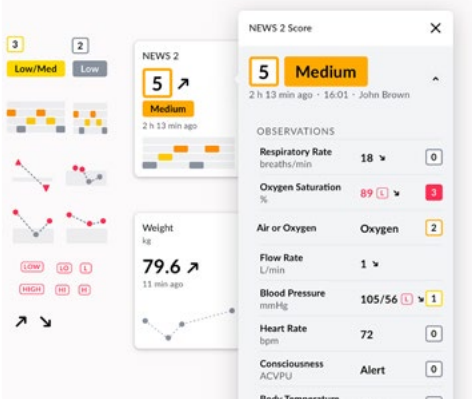 3
2
Low/Med
Low
LOW
LO
L
HIGH
HI
H
NEWS 2
5
Medium
2 h 13 min ago
Weight
kg
79.6
11 min ago
NEWS 2 Score
5
Medium
2 h 13 min ago · 16:01 · John Brown
OBSERVATIONS
Respiratory Rate
breaths/min
18
0
Oxygen Saturation
%
89 L
3
Air or Oxygen
Oxygen
2
Flow Rate
L/min
1
Blood Pressure
mmHg
105/56 L
1
Heart Rate
bpm
72
0
Consciousness
ACVPU
Alert
0
Body Temperature